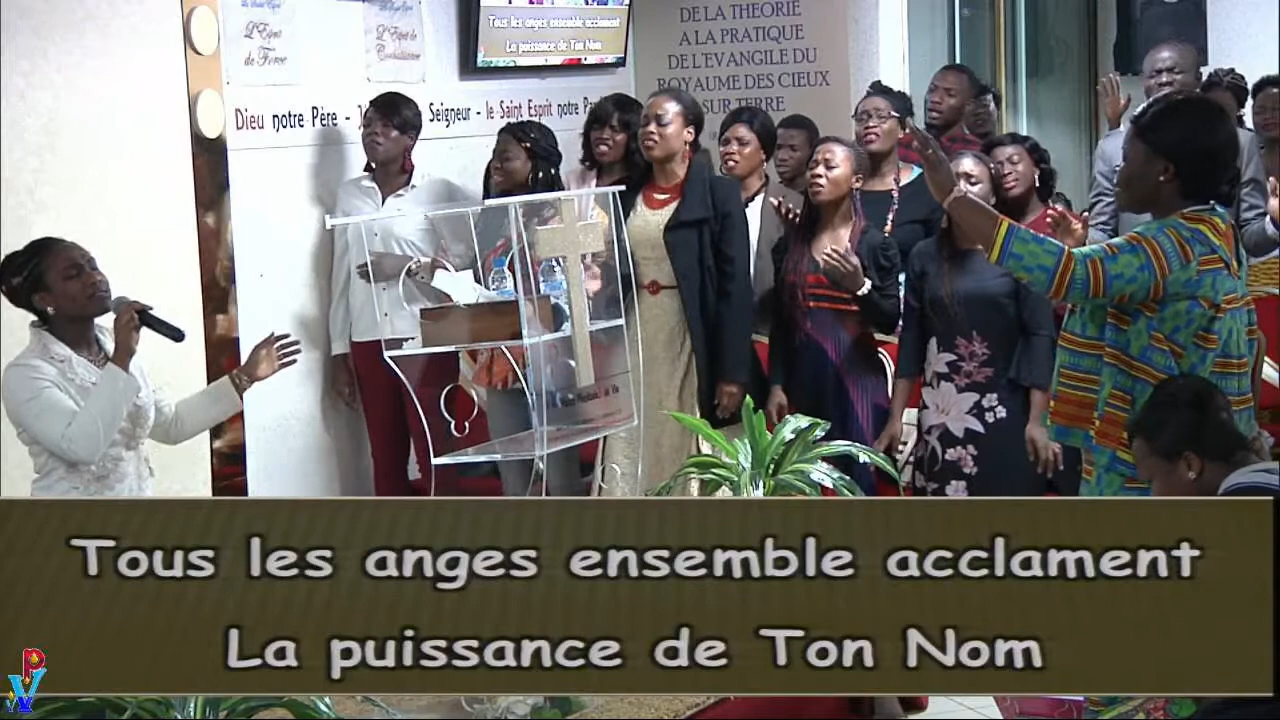 L'Esprit
de Force
L'Esprit de
Connaissance
Tous les anges ensemble acclament
La puissance de Ton Nom
DE LA THEORIE
A LA PRATIQUE
DE L'EVANGILE DU
ROYAUME DES CIEUX
SUR TERRE
Dieu notre Père - Seigneur - le Saint Esprit notre
Tous les anges ensemble acclament
La puissance de Ton Nom
PV